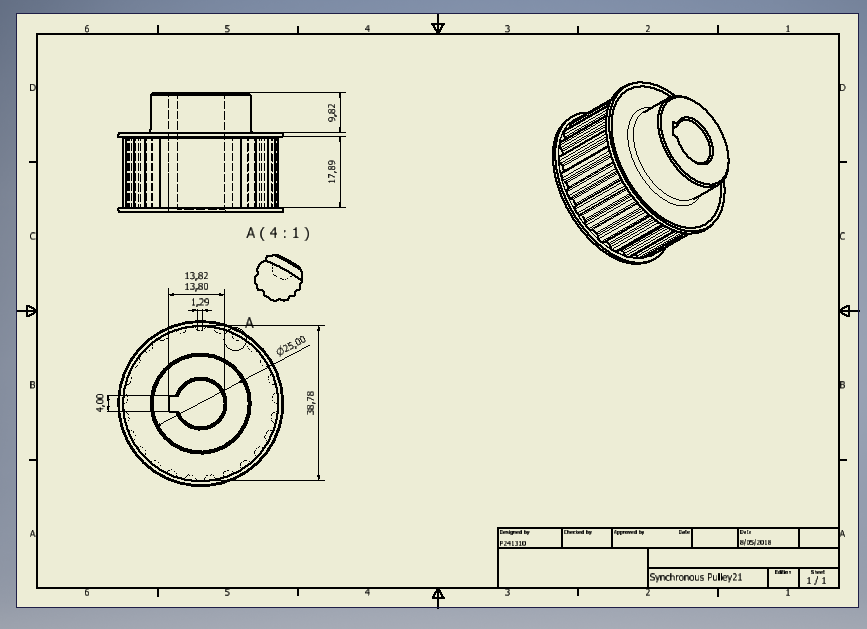 6 5 4 3 2 1
D D
9,82
17,89
C C
A ( 4 : 1 )
13,82
13,80
1,29
A
Ø25,00
B B
4,00
38,78
A A
Designed by Checked by Approved by Date Date
P241310 8/05/2018
Synchronous Pulley21
Edition Sheet
1 / 1
6 5 4 3 2 1